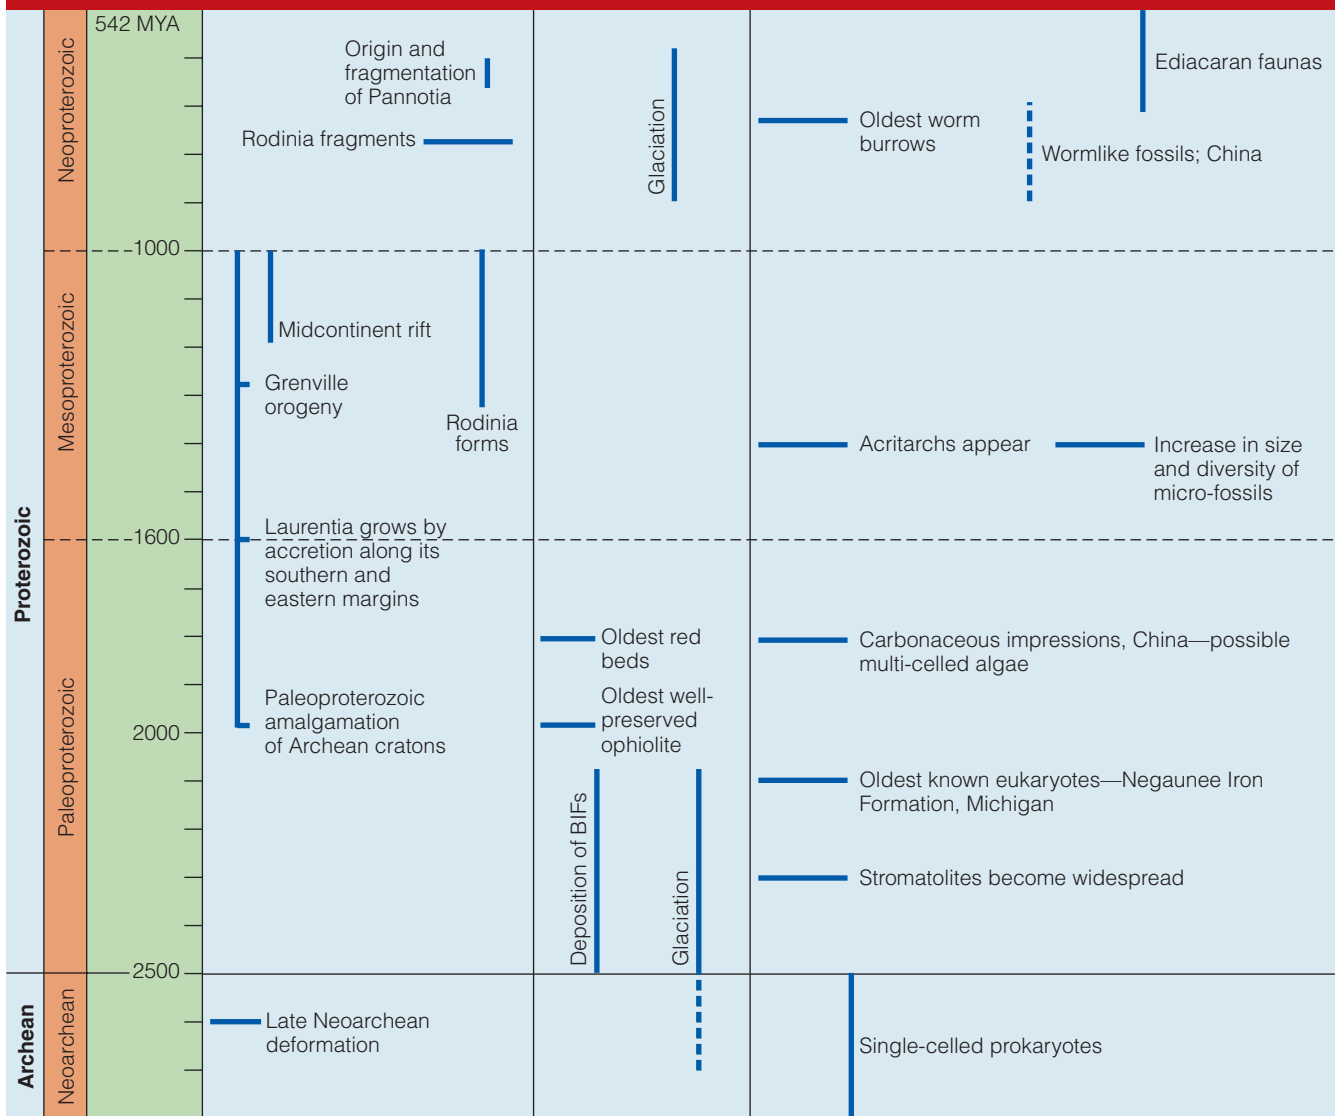 542 MYA
Neoproterozoic
Origin and
fragmentation
of Pannotia
Rodinia fragments
Glaciation
Oldest worm
burrows
Ediacaran faunas
Wormlike fossils; China
1000
Mesoproterozoic
Midcontinent rift
Grenville
orogeny
Rodinia
forms
Acritarchs appear
Increase in size
and diversity of
micro-fossils
Proterozoic
1600
Laurentia grows by
accretion along its
southern and
eastern margins
Paleoproterozoic
Oldest red
beds
Carbonaceous impressions, China—possible
multi-celled algae
Paleoproterozoic
amalgamation
of Archean cratons
Oldest well-
preserved
ophiolite
2000
Deposition of BIFs
Glaciation
Oldest known eukaryotes—Negaunee Iron
Formation, Michigan
Stromatolites become widespread
2500
Archean
Neoarchean
Late Neoarchean
deformation
Single-celled prokaryotes